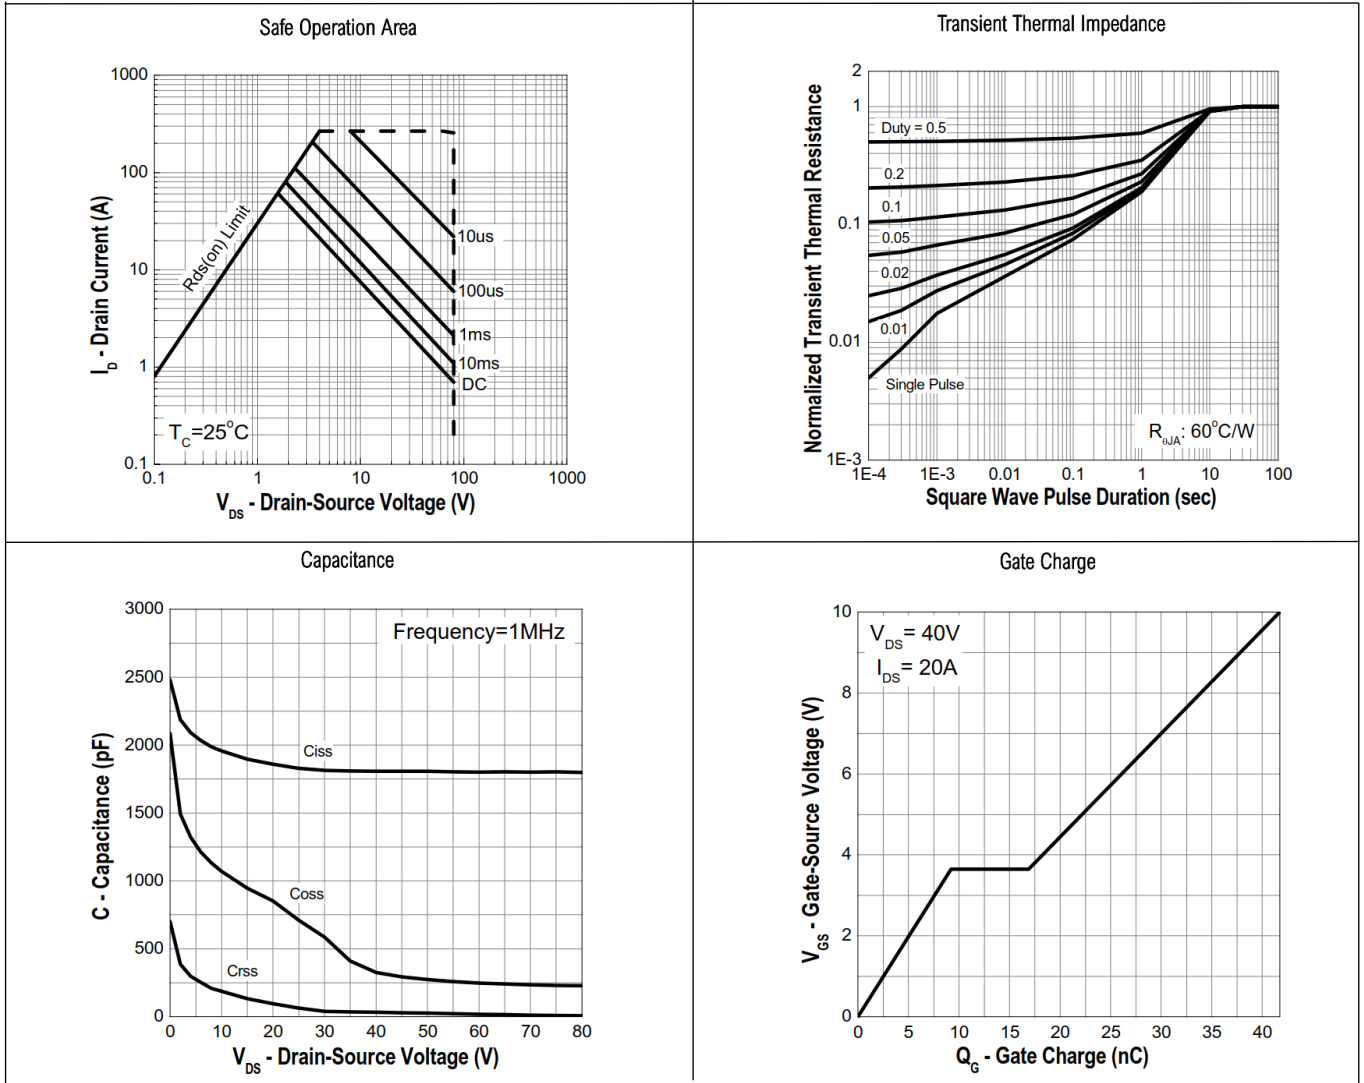 Safe Operation Area
1000
100
10
1
0.1
0.1
1
10
100
1000
Rds(on) Limit
10us
100us
1ms
10ms
DC
TC=25°C
ID - Drain Current (A)
VDS - Drain-Source Voltage (V)
Transient Thermal Impedance
2
1
0.1
0.01
1E-3
1E-4
1E-3
0.01
0.1
1
10
100
Duty = 0.5
0.2
0.1
0.05
0.02
0.01
Single Pulse
RθJA: 60°C/W
Normalized Transient Thermal Resistance
Square Wave Pulse Duration (sec)
Capacitance
3000
2500
2000
1500
1000
500
0
0
10
20
30
40
50
60
70
80
Frequency=1MHz
Ciss
Coss
Crss
C - Capacitance (pF)
VDS - Drain-Source Voltage (V)
Gate Charge
10
8
6
4
2
0
0
5
10
15
20
25
30
35
40
VDS= 40V
IDS= 20A
VGS - Gate-Source Voltage (V)
QG - Gate Charge (nC)